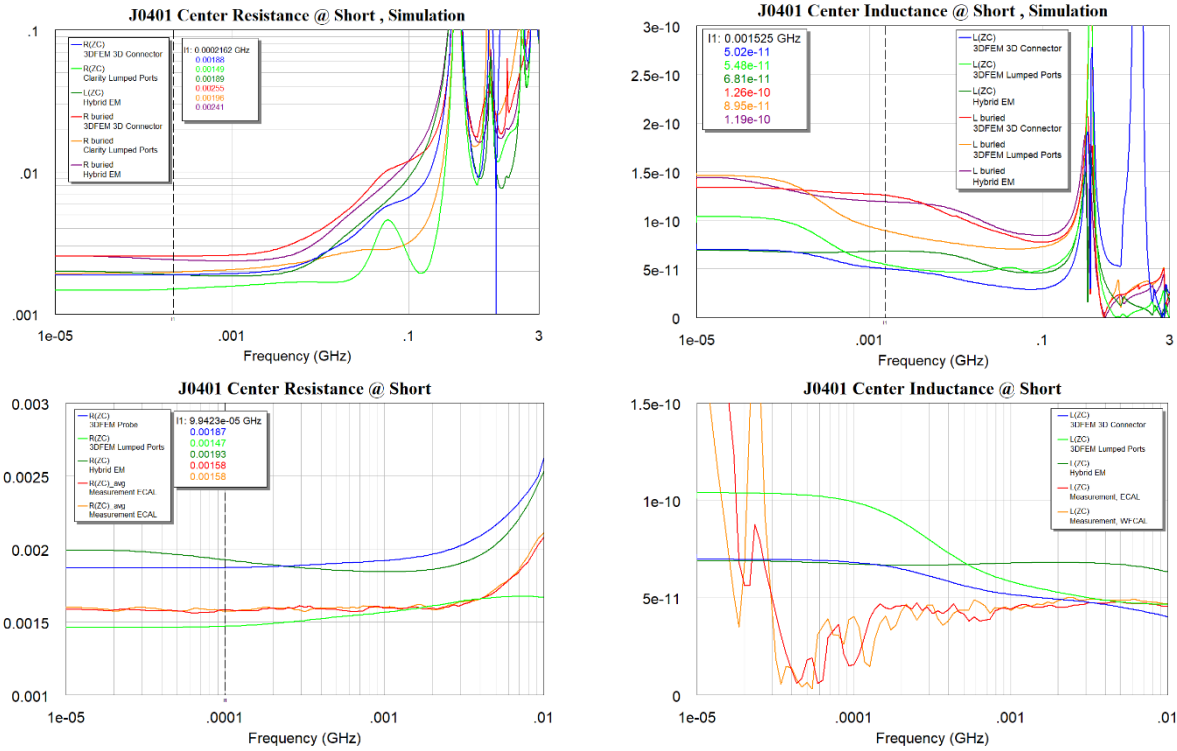 J0401 Center Resistance @ Short , Simulation
.1
.01
.001
R(ZC)
3DFEM 3D Connector
R(ZC)
Clarity Lumped Ports
L(ZC)
Hybrid EM
R buried
3DFEM 3D Connector
R buried
Clarity Lumped Ports
R buried
Hybrid EM
I1: 0.0002162 GHz
0.00188
0.00149
0.00189
0.00255
0.00196
0.00241
I1
1e-05
.001
.1
3
Frequency (GHz)
J0401 Center Inductance @ Short , Simulation
3e-10
2.5e-10
2e-10
1.5e-10
1e-10
5e-11
0
I1: 0.001525 GHz
5.02e-11
5.48e-11
6.81e-11
1.26e-10
8.95e-11
1.19e-10
L(ZC)
3DFEM 3D Connector
L(ZC)
3DFEM Lumped Ports
L(ZC)
Hybrid EM
L buried
3DFEM 3D Connector
L buried
3DFEM Lumped Ports
L buried
Hybrid EM
I1
1e-05
.001
.1
3
Frequency (GHz)
J0401 Center Resistance @ Short
0.003
0.0025
0.002
0.0015
0.001
R(ZC)
3DFEM Probe
R(ZC)
3DFEM Lumped Ports
R(ZC)
Hybrid EM
R(ZC)_avg
Measurement ECAL
R(ZC)_avg
Measurement ECAL
I1: 9.9423e-05 GHz
0.00187
0.00147
0.00193
0.00158
0.00158
1e-05
.0001
.001
.01
Frequency (GHz)
J0401 Center Inductance @ Short
1.5e-10
1e-10
5e-11
0
L(ZC)
3DFEM 3D Connector
L(ZC)
3DFEM Lumped Ports
L(ZC)
Hybrid EM
L(ZC)
Measurement, ECAL
L(ZC)
Measurement, WFCAL
1e-05
.0001
.001
.01
Frequency (GHz)